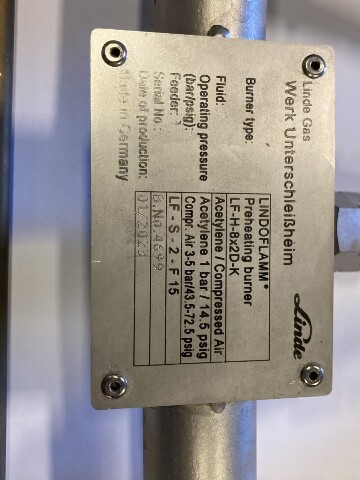 Linde Gas
Werk Unterschleißheim
Linde
Burner type: LINDOFLAMM®
Preheating burner
LF-H-8x2D-K
Fluid: Acetylene / Compressed Air
Operating pressure Acetylene 1 bar / 14.5 psig
(bar/psig): Compr. Air 3-5 bar/43.5-72.5 psig
Feeder: LF - S - 2 - F 15
Serial No.: B.No.4699
Date of production: 01/2023
Made in Germany